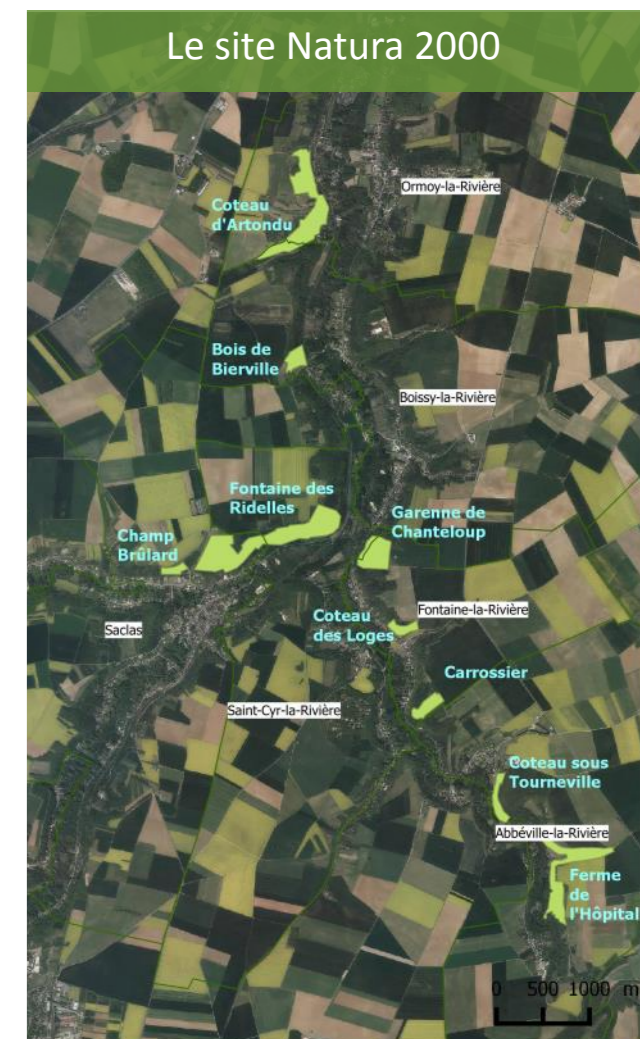 Le site Natura 2000
Ormoy-la-Rivière
Coteau
d'Artondu
Bois de
Bierville
Boissy-la-Rivière
Fontaine des
Ridelles
Champ
Brûlard
Garenne de
Chanteloup
Saclas
Coteau
des Loges
Fontaine-la-Rivière
Carrossier
Saint-Cyr-la-Rivière
Coteau sous
Tourneville
Abbéville-la-Rivière
Ferme
de
l'Hôpital
0 500 1000 m